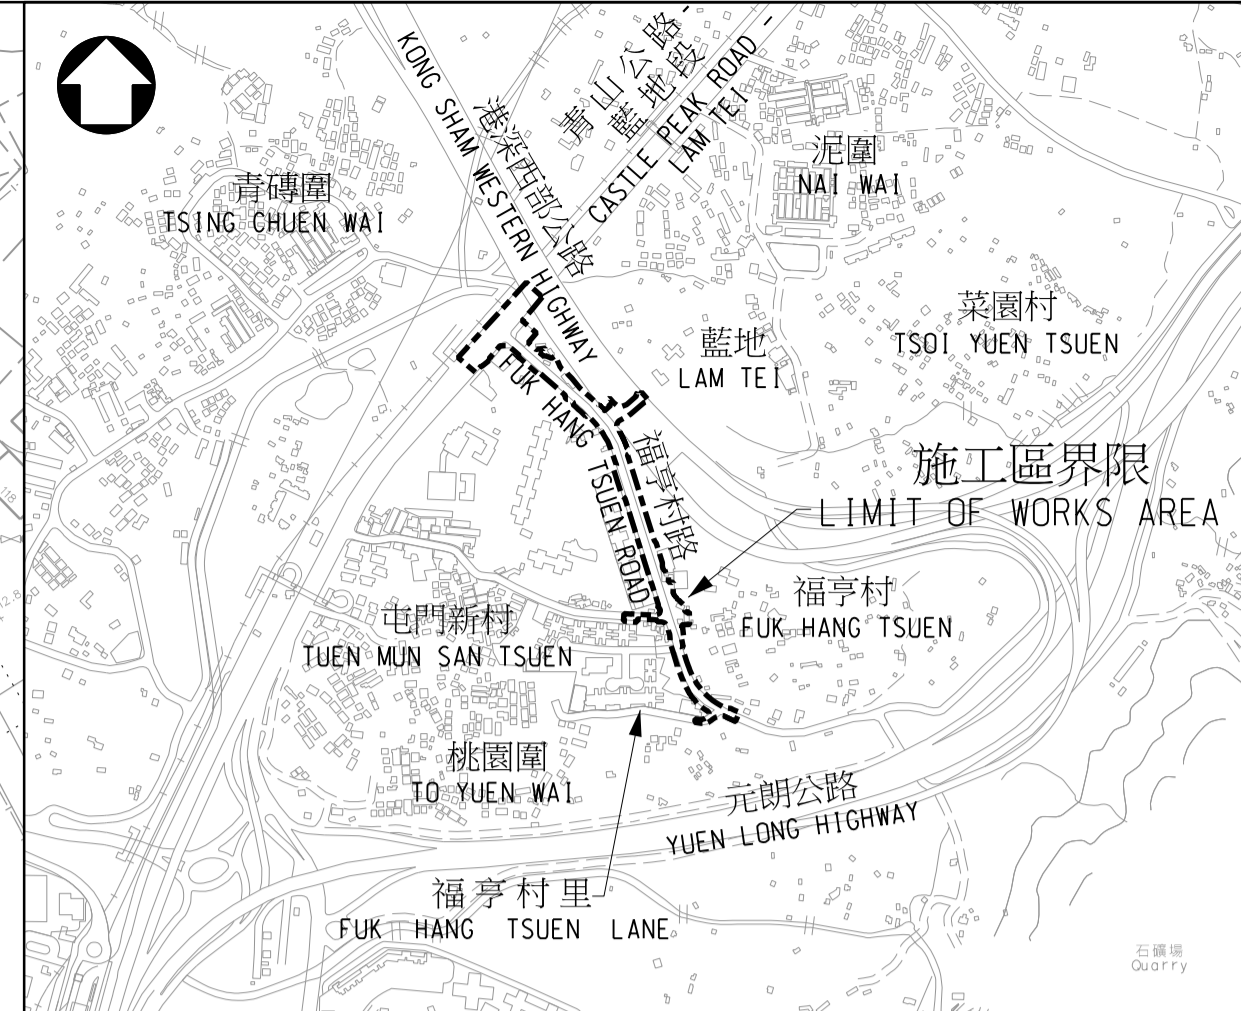 青山公路 -
藍地段
CASTLE PEAK ROAD -
LAM TEI
港深西部公路
KONG SHAM WESTERN HIGHWAY
泥圍
NAI WAI
青磚圍
TSING CHUEN WAI
菜園村
TSOI YUEN TSUEN
藍地
LAM TEI
FUK HANG TSUEN ROAD
福亨村路
施工區界限
LIMIT OF WORKS AREA
福亨村
FUK HANG TSUEN
屯門新村
TUEN MUN SAN TSUEN
桃園圍
TO YUEN WAI
元朗公路
YUEN LONG HIGHWAY
福亨村里
FUK HANG TSUEN LANE
石礦場
Quarry
118